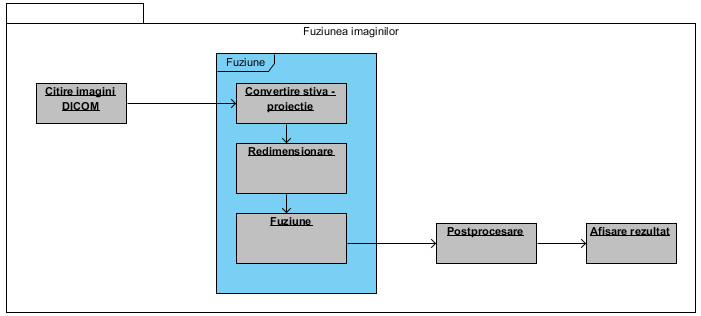 Fuziunea imaginilor
Fuziune
Citire imagini
DICOM
Convertire stiva -
proiectie
Redimensionare
Fuziune
Postprocesare
Afisare rezultat